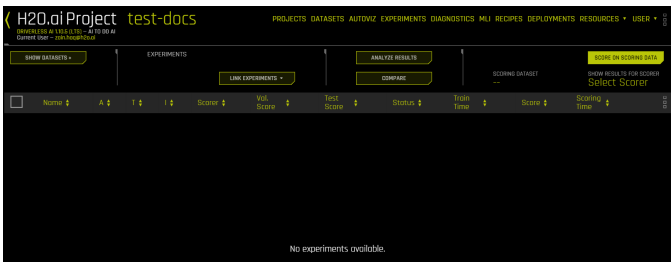 H2O.ai Project test-docs
DRIVERLESS AI 1.10.5 (LTS) – AI TO DO AI
Current User – zain.haq@h2o.ai
PROJECTS DATASETS AUTOVIZ EXPERIMENTS DIAGNOSTICS MLI RECIPES DEPLOYMENTS RESOURCES USER
SHOW DATASETS »
EXPERIMENTS
LINK EXPERIMENTS
ANALYZE RESULTS
COMPARE
SCORE ON SCORING DATA
SCORING DATASET
--
SHOW RESULTS FOR SCORER
Select Scorer
Name A T I Scorer Val. Score Test Score Status Train Time Score Scoring Time
No experiments available.